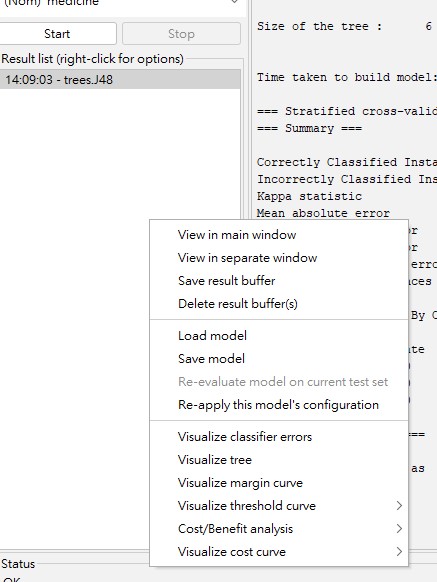 (Nom) medicine
Start
Stop
Result list (right-click for options)
14:09:03 - trees.J48
Size of the tree :      6
Time taken to build model:
=== Stratified cross-valid
=== Summary ===
Correctly Classified Insta
Incorrectly Classified Ins
Kappa statistic
Mean absolute error
or
or
erro
nces
By C
ate
)
)
)
===
as
View in main window
View in separate window
Save result buffer
Delete result buffer(s)
Load model
Save model
Re-evaluate model on current test set
Re-apply this model's configuration
Visualize classifier errors
Visualize tree
Visualize margin curve
Visualize threshold curve
Cost/Benefit analysis
Visualize cost curve
Status
OK